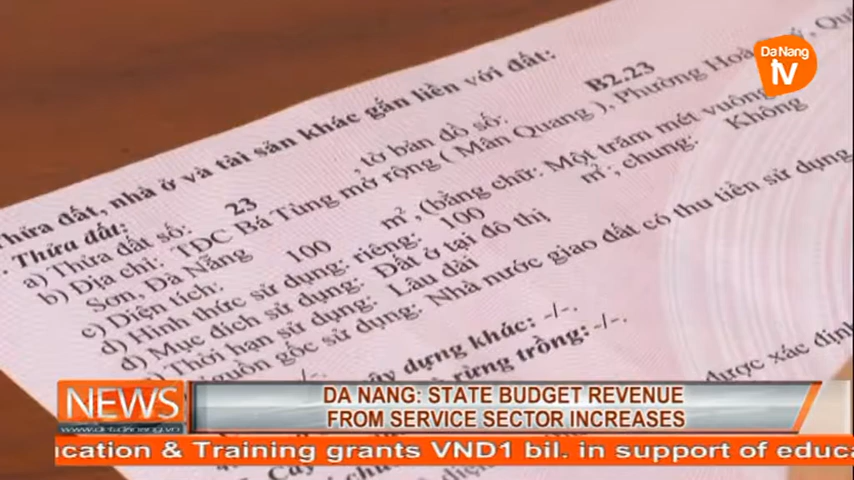 Da Nang
tv
Thửa đất, nhà ở và tài sản khác gắn liền với đất:
. Thửa đất:
a) Thửa đất số: 23 , tờ bản đồ số: B2.23
b) Địa chỉ: TĐC Bá Tùng mở rộng ( Mân Quang ), Phường Hoà
Sơn, Đà Nẵng
c) Diện tích: 100 m², (bằng chữ: Một trăm mét vuông
d) Hình thức sử dụng: riêng: 100 m²; chung: Không
đ) Mục đích sử dụng: Đất ở tại đô thị
) Thời hạn sử dụng: Lâu dài
guồn gốc sử dụng: Nhà nước giao đất có thu tiền sử dụng
-/-.
ây dựng khác: -/-.
rừng trồng: -/-.
được xác định
NEWS
DA NANG: STATE BUDGET REVENUE
FROM SERVICE SECTOR INCREASES
ucation & Training grants VND1 bil. in support of educa